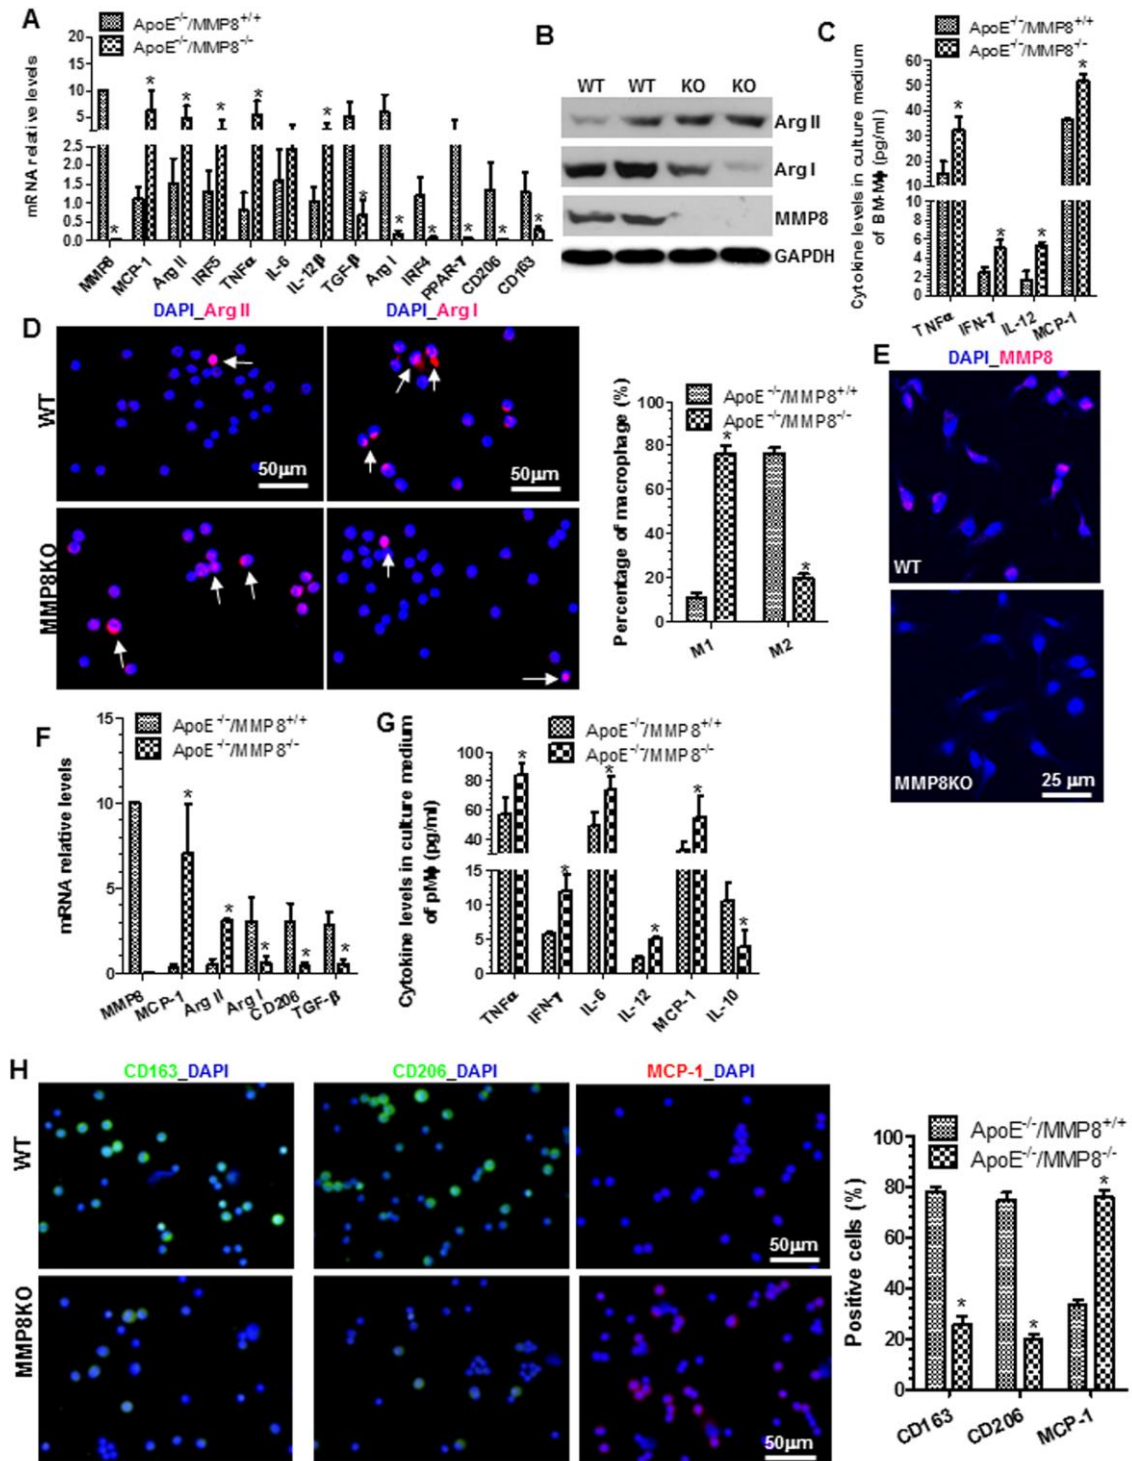 A
ApoE-/-/MMP8+/+
ApoE-/-/MMP8-/-
mRNA relative levels
20
15
10
5
2.5
2.0
1.5
1.0
0.5
0.0
MMP8
MCP-1
Arg II
IRF5
TNFα
IL-6
IL-12β
TGF-β
Arg I
IRF4
PPAR-γ
CD206
CD163
* * * * * * * * * * * *
B
WT WT KO KO
Arg II
Arg I
MMP8
GAPDH
C
ApoE-/-/MMP8+/+
ApoE-/-/MMP8-/-
Cytokine levels in culture medium
of BM-Mϕ (pg/ml)
60
50
40
30
20
10
10
8
6
4
2
0
* * * *
TNFα
IFN-γ
IL-12
MCP-1
D
DAPI_Arg II
DAPI_Arg I
WT
50µm
50µm
MMP8KO
ApoE-/-/MMP8+/+
ApoE-/-/MMP8-/-
Percentage of macrophage (%)
100
80
60
40
20
0
* *
M1
M2
E
DAPI_MMP8
WT
MMP8KO
25 µm
F
ApoE-/-/MMP8+/+
ApoE-/-/MMP8-/-
mRNA relative levels
15
10
5
0
* * * * *
MMP8
MCP-1
Arg II
Arg I
CD206
TGF-β
G
ApoE-/-/MMP8+/+
ApoE-/-/MMP8-/-
Cytokine levels in culture medium
of pMϕ (pg/ml)
100
80
60
40
15
10
5
0
* * * * * *
TNFα
IFN-γ
IL-6
IL-12
MCP-1
IL-10
H
CD163_DAPI
CD206_DAPI
MCP-1_DAPI
WT
50µm
MMP8KO
50µm
ApoE-/-/MMP8+/+
ApoE-/-/MMP8-/-
Positive cells (%)
100
80
60
40
20
0
* * *
CD163
CD206
MCP-1